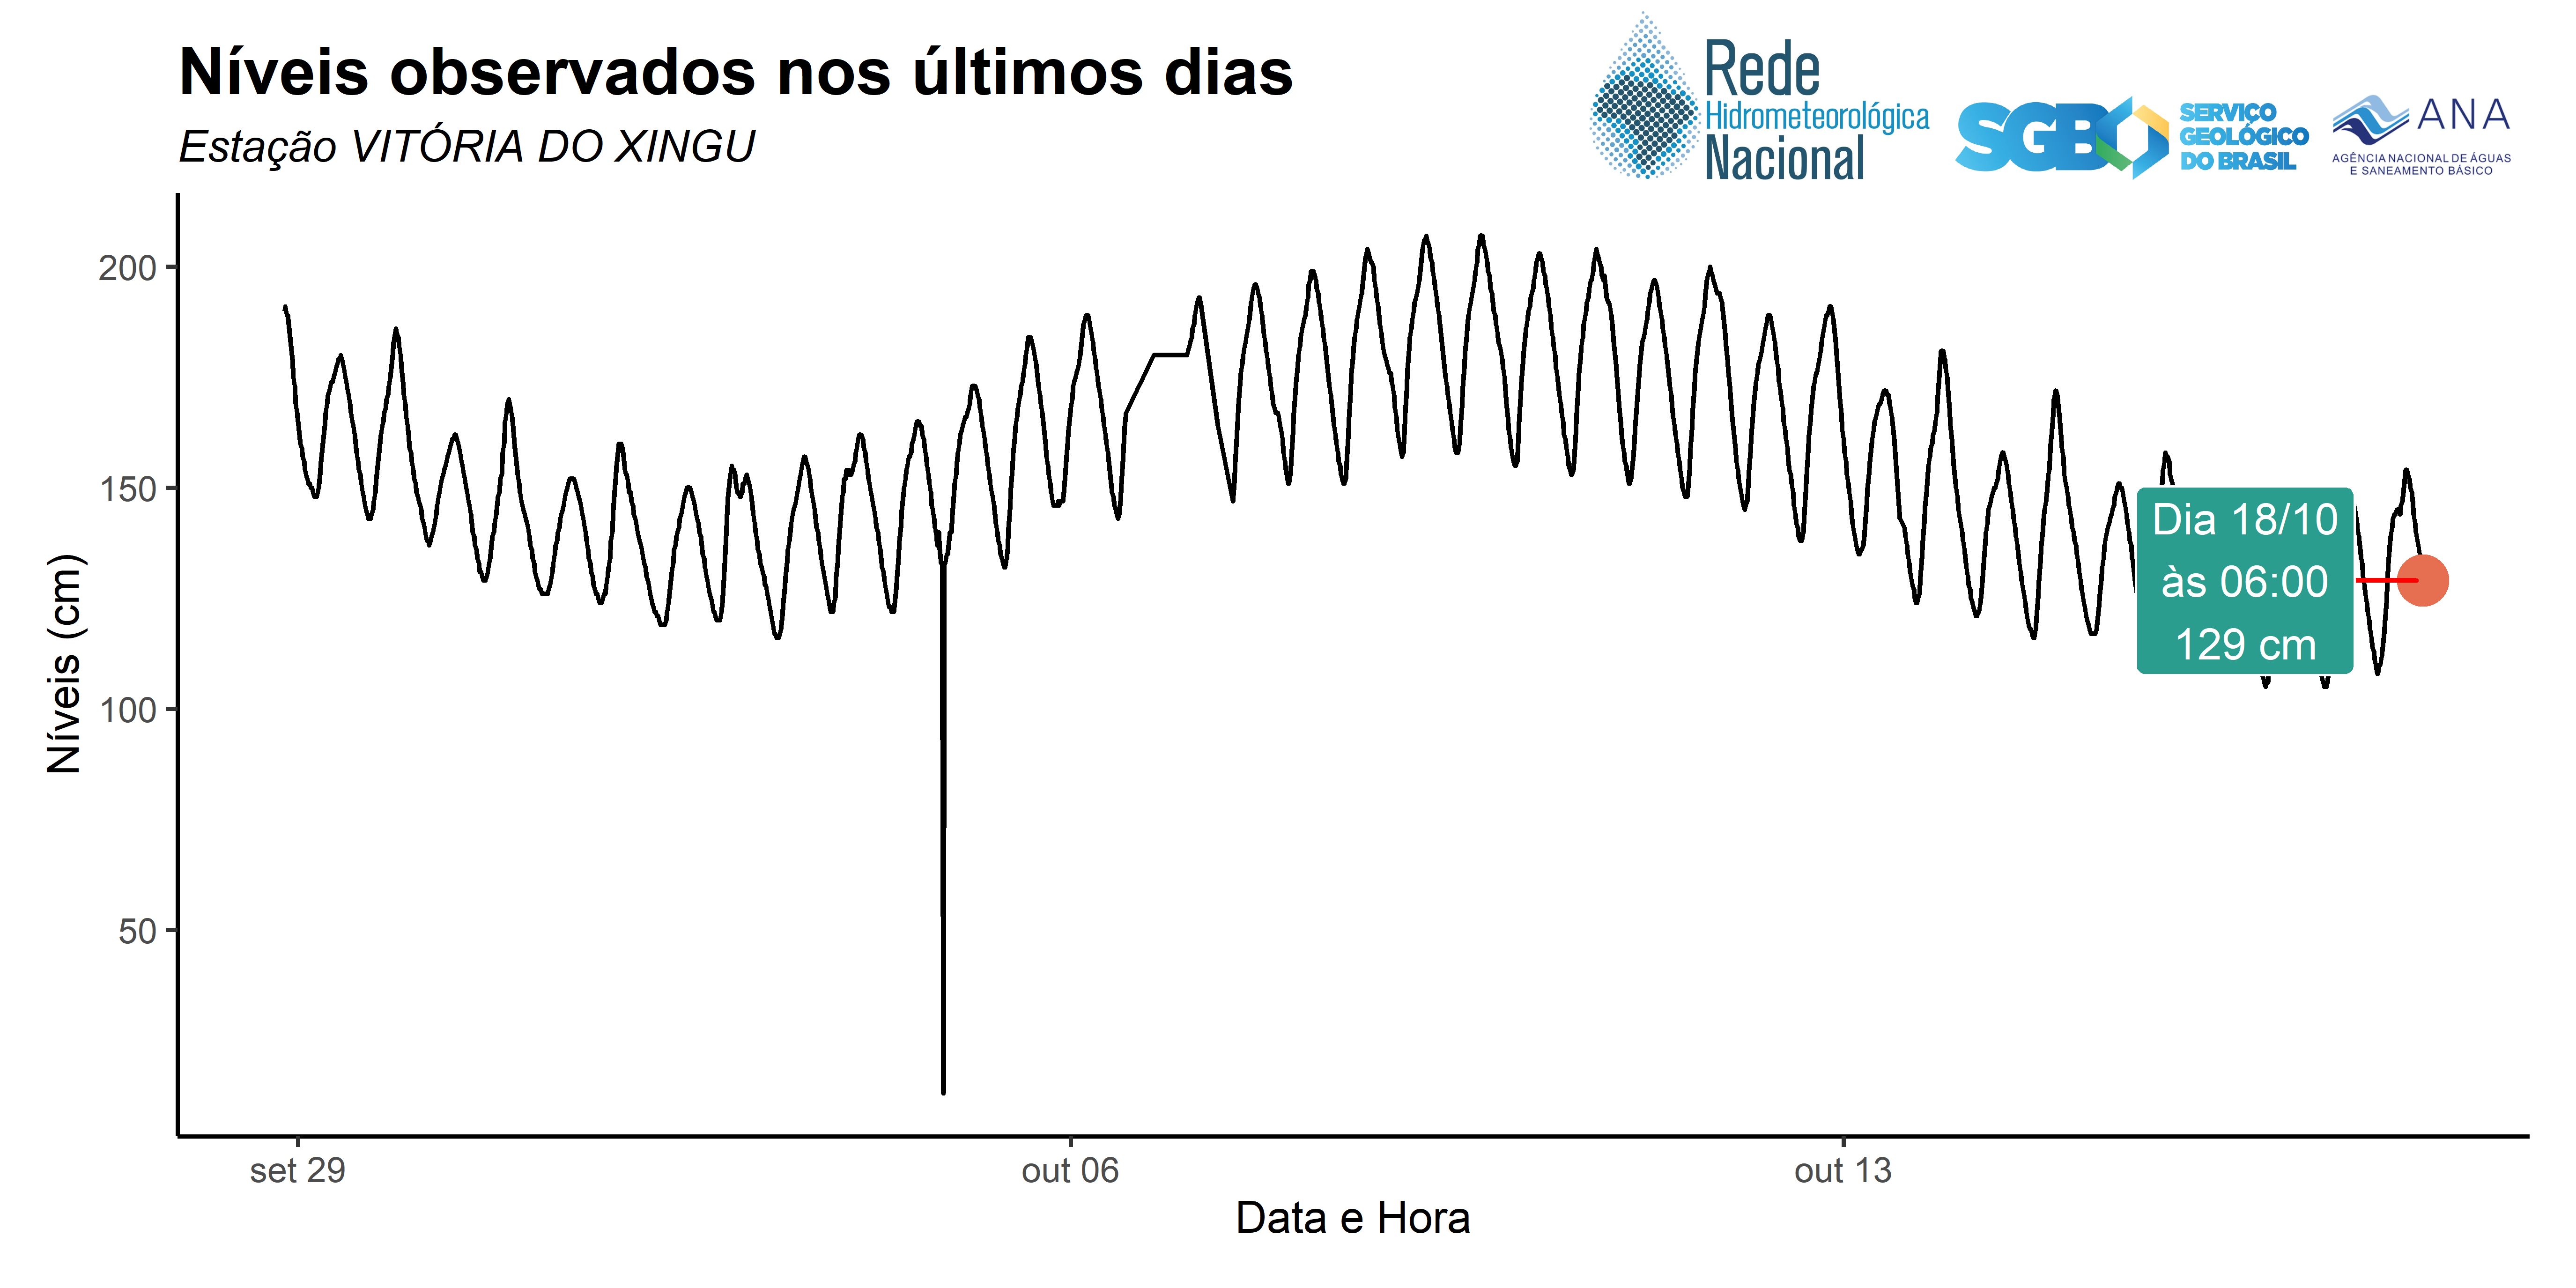 Níveis observados nos últimos dias
Estação VITÓRIA DO XINGU
Rede
Hidrometeorológica
Nacional
SGB
SERVIÇO
GEOLÓGICO
DO BRASIL
ANA
AGÊNCIA NACIONAL DE ÁGUAS
E SANEAMENTO BÁSICO
Níveis (cm)
200
150
100
50
Dia 18/10
às 06:00
129 cm
set 29
out 06
out 13
Data e Hora